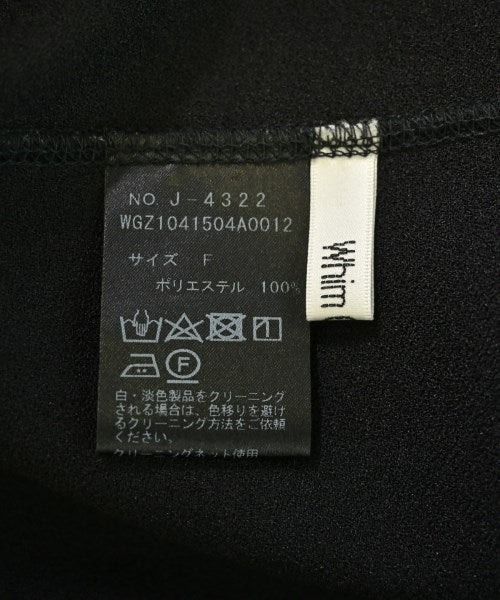 NO. J-4322
WGZ1041504A0012
サイズ F
ポリエステル 100%
F
白・淡色製品をクリーニング
される場合は、色移りを避け
るクリーニング方法をご依頼
ください。
クリーニングネット使用
Whim